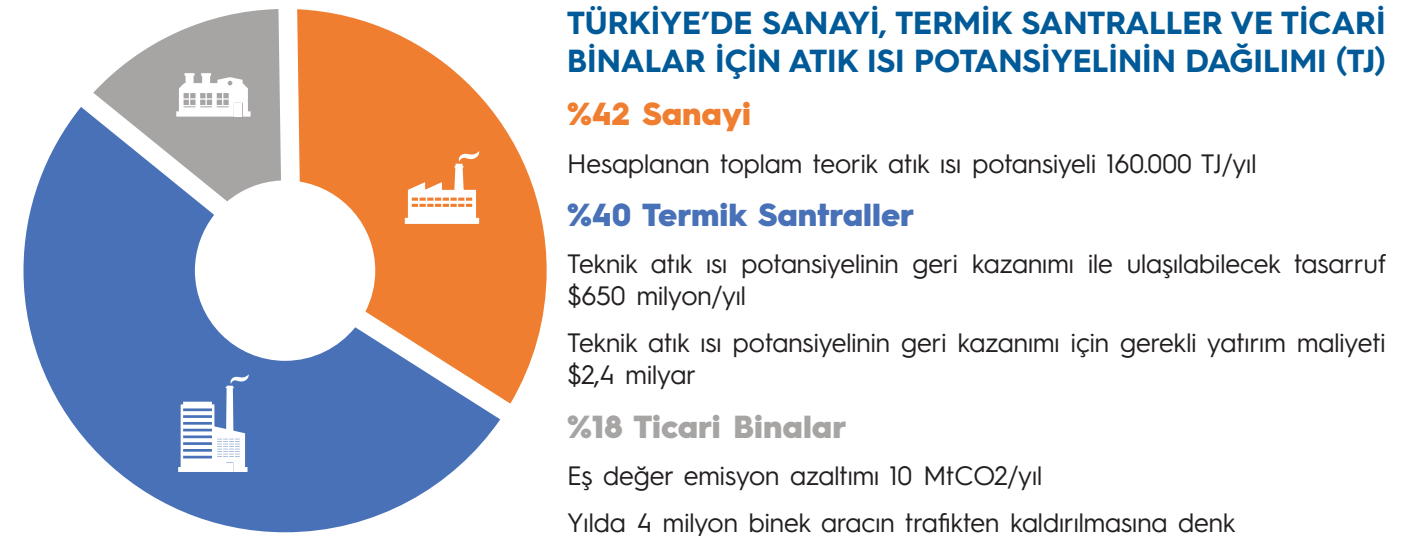 TÜRKİYE’DE SANAYİ, TERMİK SANTRALLER VE TİCARİ
BİNALAR İÇİN ATIK ISI POTANSİYELİNİN DAĞILIMI (TJ)
%42 Sanayi
Hesaplanan toplam teorik atık ısı potansiyeli 160.000 TJ/yıl
%40 Termik Santraller
Teknik atık ısı potansiyelinin geri kazanımı ile ulaşılabilecek tasarruf
$650 milyon/yıl
Teknik atık ısı potansiyelinin geri kazanımı için gerekli yatırım maliyeti
$2,4 milyar
%18 Ticari Binalar
Eş değer emisyon azaltımı 10 MtCO2/yıl
Yılda 4 milyon binek aracın trafikten kaldırılmasına denk